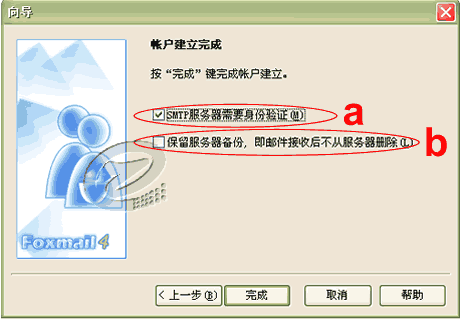 向导
帐户建立完成
按“完成”键完成帐户建立。
SMTP服务器需要身份验证(M) a
保留服务器备份，即邮件接收后不从服务器删除(L) b
Foxmail 4
< 上一步(B) 完成 取消 帮助